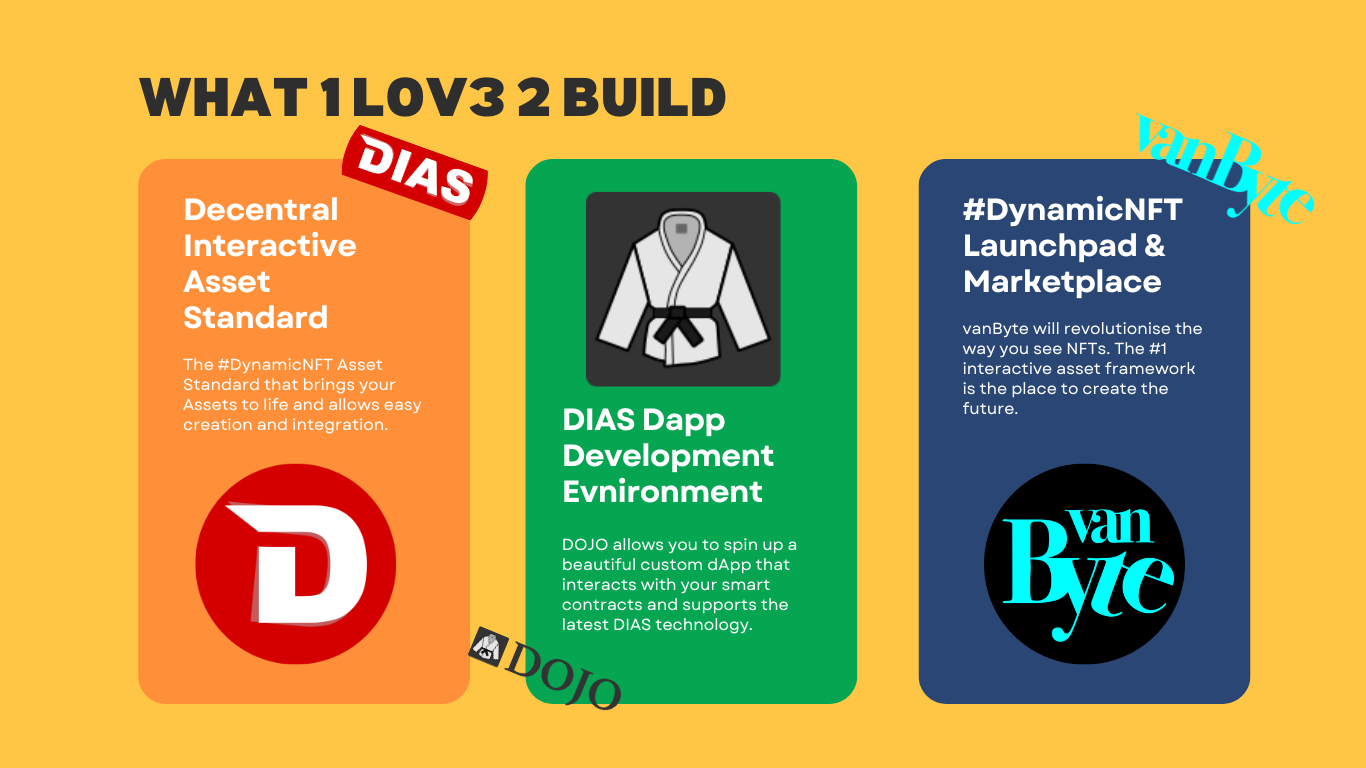 WHAT 1 LOV3 2 BUILD
DIAS
Decentral
Interactive
Asset
Standard
The #DynamicNFT Asset
Standard that brings your
Assets to life and allows easy
creation and integration.
D
DIAS Dapp
Development
Evnironment
DOJO allows you to spin up a
beautiful custom dApp that
interacts with your smart
contracts and supports the
latest DIAS technology.
DOJO
vanByte
#DynamicNFT
Launchpad &
Marketplace
vanByte will revolutionise the
way you see NFTs. The #1
interactive asset framework
is the place to create the
future.
van
Byte